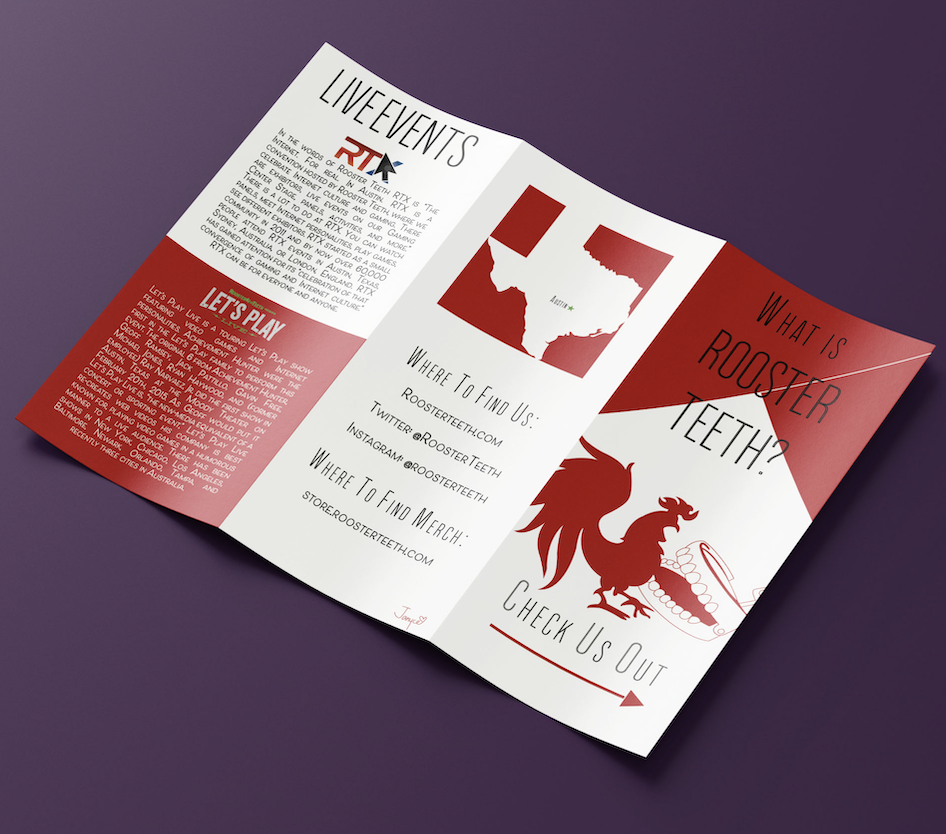 LIVE EVENTS
RTX
In the words of Rooster Teeth RTX is "The
Internet. For real. In Austin. RTX is a
convention hosted by Rooster Teeth, where we
celebrate Internet culture and gaming. There
are exhibitors, live events on our Gaming
Center Stage, panels, activities, and more."
There is a lot to do at RTX. You can watch
panels, meet Internet personalities, play games,
see different exhibitors. RTX started as a small
community in 2011 and by now over 60,000
people attend RTX events in Austin, Texas,
Sydney, Australia, or London, England. RTX
has gained attention for its "celebration of that
convergence of gaming and Internet culture."
RTX can be for everyone and anyone.
LET'S PLAY
LIVE
Let's Play Live is a touring Let's Play show
featuring video games and Internet
personalities. Achievement Hunter were the
first in the Let's Play family to perform this
event. The original 6 from Achievement Hunter,
Geoff Ramsey, Jack Pattillo, Gavin Free,
Michael Jones, Ryan Haywood, and former
employee Ray Narvaez, Jr. did the first show in
Austin, Texas, at Moody Theater on
February 20th, 2015. As Geoff would put it
Let's Play Live is "the new-media equivalent of a
concert or sporting event." Let's Play Live
recreates what videos this company is best
known for: playing video games in a humorous
manner to a live audience. There has been
shows in New York, Chicago, Los Angeles,
Baltimore, Newark, Orlando, Tampa, and
recently three cities in Australia.
Austin
Where To Find Us:
Roosterteeth.com
Twitter: @RoosterTeeth
Instagram: @roosterteeth
Where To Find Merch:
store.roosterteeth.com
What is
ROOSTER
TEETH?
Check Us Out